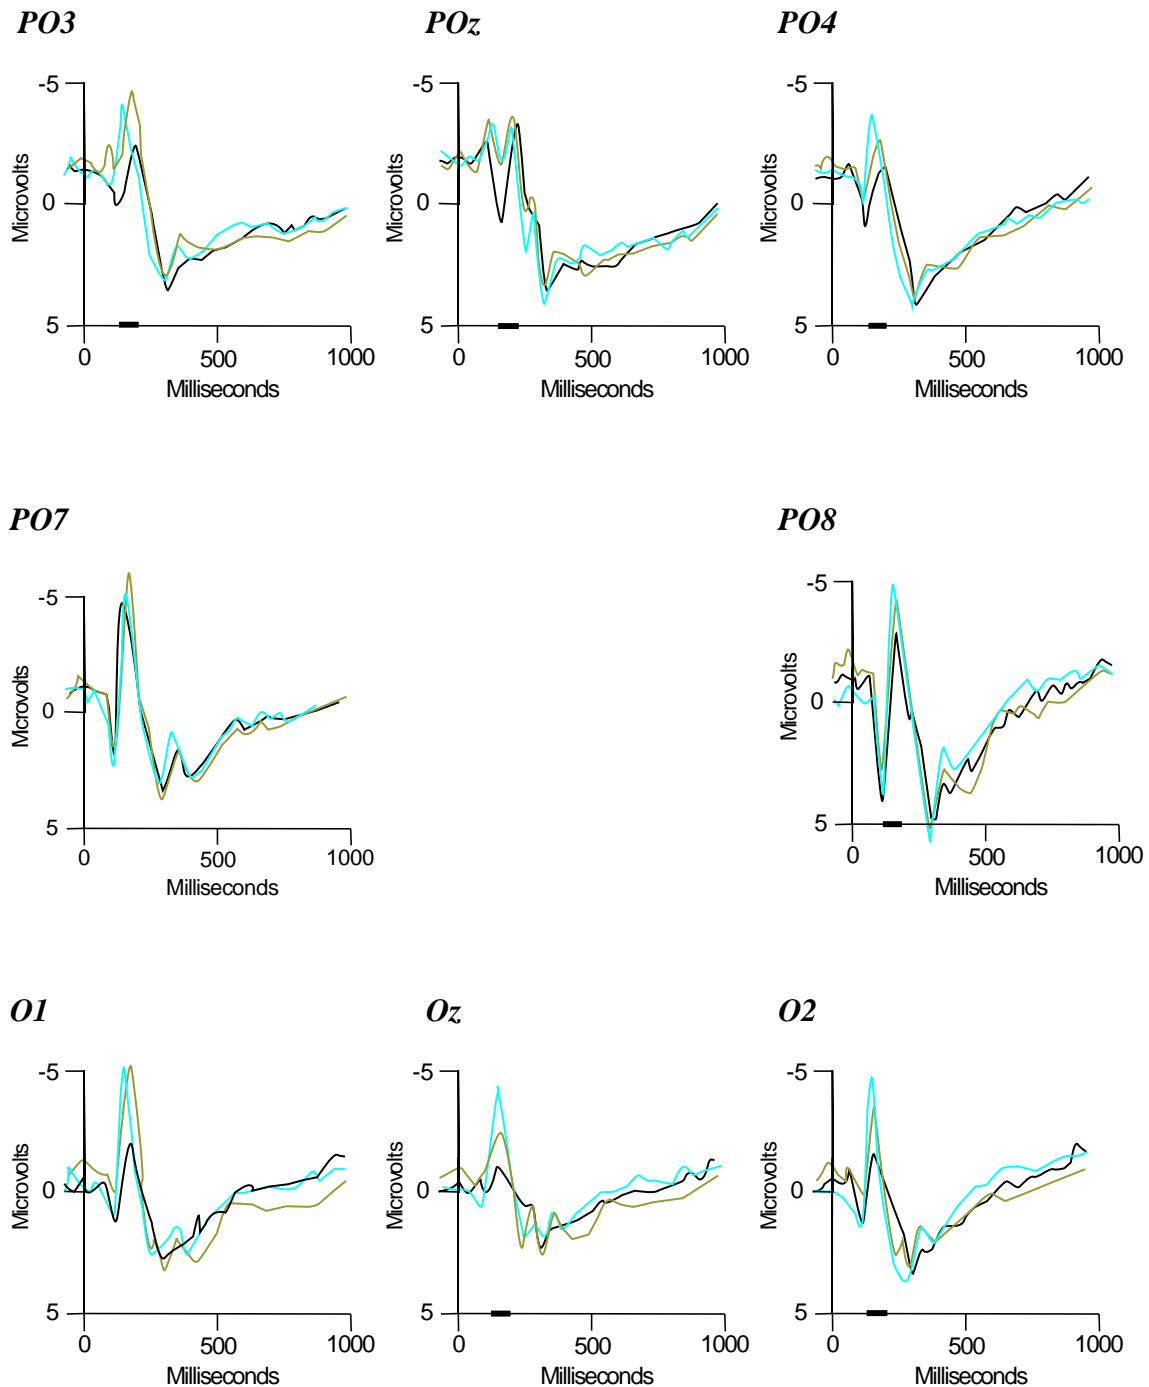 PO3 POz PO4
-5 -5 -5
Microvolts Microvolts Microvolts
0 0 0
5 5 5
0 500 1000 0 500 1000 0 500 1000
Milliseconds Milliseconds Milliseconds
PO7 PO8
-5 -5
Microvolts Microvolts
0 0
5 5
0 500 1000 0 500 1000
Milliseconds Milliseconds
O1 Oz O2
-5 -5 -5
Microvolts Microvolts Microvolts
0 0 0
5 5 5
0 500 1000 0 500 1000 0 500 1000
Milliseconds Milliseconds Milliseconds